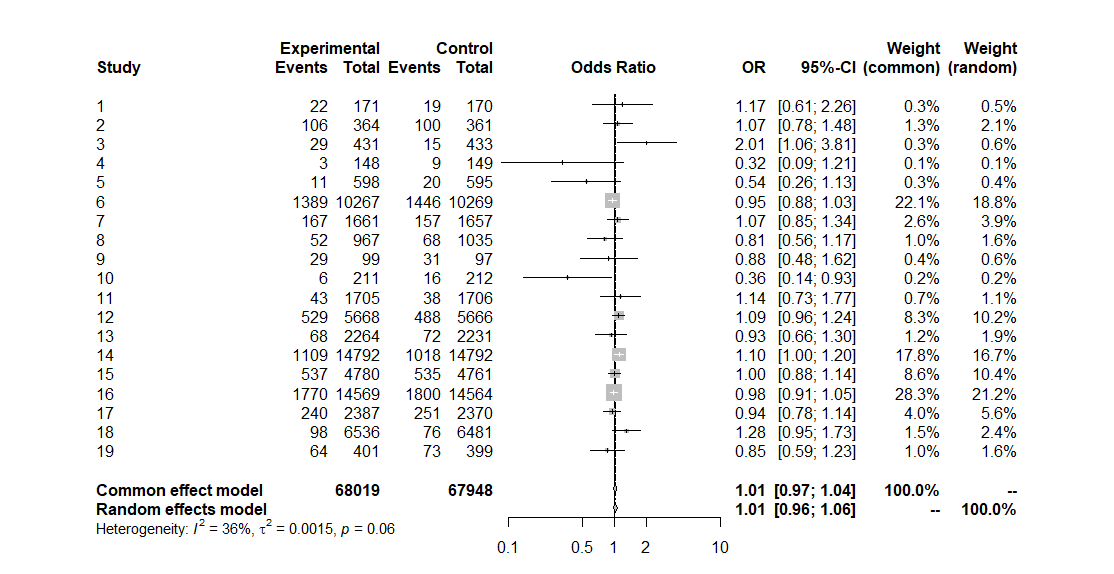 Experimental Control Weight Weight
Study Events Total Events Total Odds Ratio OR 95%-CI (common) (random)
1 22 171 19 170 1.17 [0.61; 2.26] 0.3% 0.5%
2 106 364 100 361 1.07 [0.78; 1.48] 1.3% 2.1%
3 29 431 15 433 2.01 [1.06; 3.81] 0.3% 0.6%
4 3 148 9 149 0.32 [0.09; 1.21] 0.1% 0.1%
5 11 598 20 595 0.54 [0.26; 1.13] 0.3% 0.4%
6 1389 10267 1446 10269 0.95 [0.88; 1.03] 22.1% 18.8%
7 167 1661 157 1657 1.07 [0.85; 1.34] 2.6% 3.9%
8 52 967 68 1035 0.81 [0.56; 1.17] 1.0% 1.6%
9 29 99 31 97 0.88 [0.48; 1.62] 0.4% 0.6%
10 6 211 16 212 0.36 [0.14; 0.93] 0.2% 0.2%
11 43 1705 38 1706 1.14 [0.73; 1.77] 0.7% 1.1%
12 529 5668 488 5666 1.09 [0.96; 1.24] 8.3% 10.2%
13 68 2264 72 2231 0.93 [0.66; 1.30] 1.2% 1.9%
14 1109 14792 1018 14792 1.10 [1.00; 1.20] 17.8% 16.7%
15 537 4780 535 4761 1.00 [0.88; 1.14] 8.6% 10.4%
16 1770 14569 1800 14564 0.98 [0.91; 1.05] 28.3% 21.2%
17 240 2387 251 2370 0.94 [0.78; 1.14] 4.0% 5.6%
18 98 6536 76 6481 1.28 [0.95; 1.73] 1.5% 2.4%
19 64 401 73 399 0.85 [0.59; 1.23] 1.0% 1.6%
Common effect model 68019 67948 1.01 [0.97; 1.04] 100.0% --
Random effects model 1.01 [0.96; 1.06] -- 100.0%
Heterogeneity: I² = 36%, τ² = 0.0015, p = 0.06
0.1 0.5 1 2 10